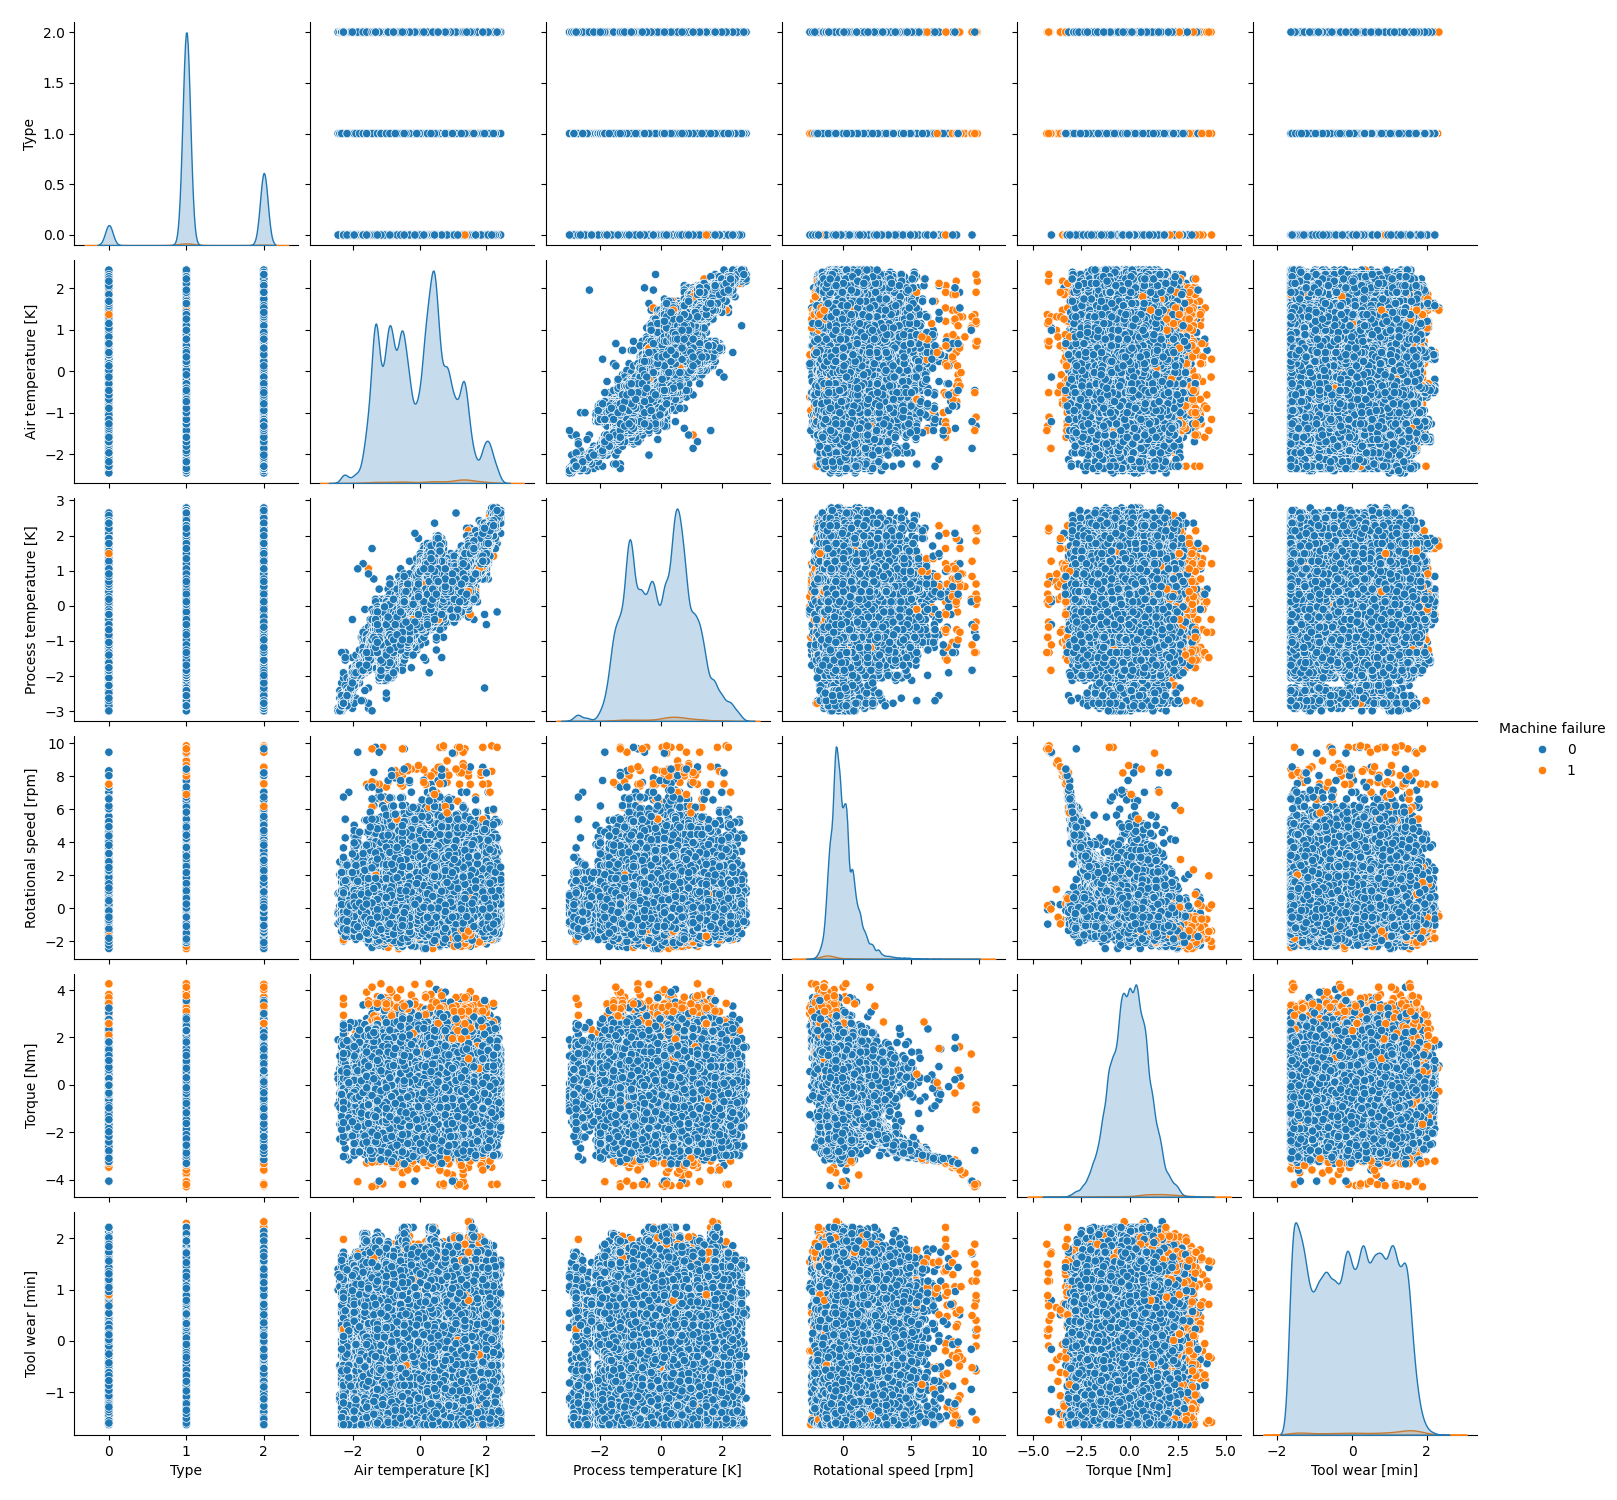 2.0
1.5
1.0
0.5
0.0
Type
2
1
0
−1
−2
Air temperature [K]
3
2
1
0
−1
−2
−3
Process temperature [K]
Machine failure
0
1
10
8
6
4
2
0
−2
Rotational speed [rpm]
4
2
0
−2
−4
Torque [Nm]
2
1
0
−1
Tool wear [min]
0 1 2
−2 0 2
−2 0 2
0 5 10
−5.0 −2.5 0.0 2.5 5.0
−2 0 2
Type
Air temperature [K]
Process temperature [K]
Rotational speed [rpm]
Torque [Nm]
Tool wear [min]